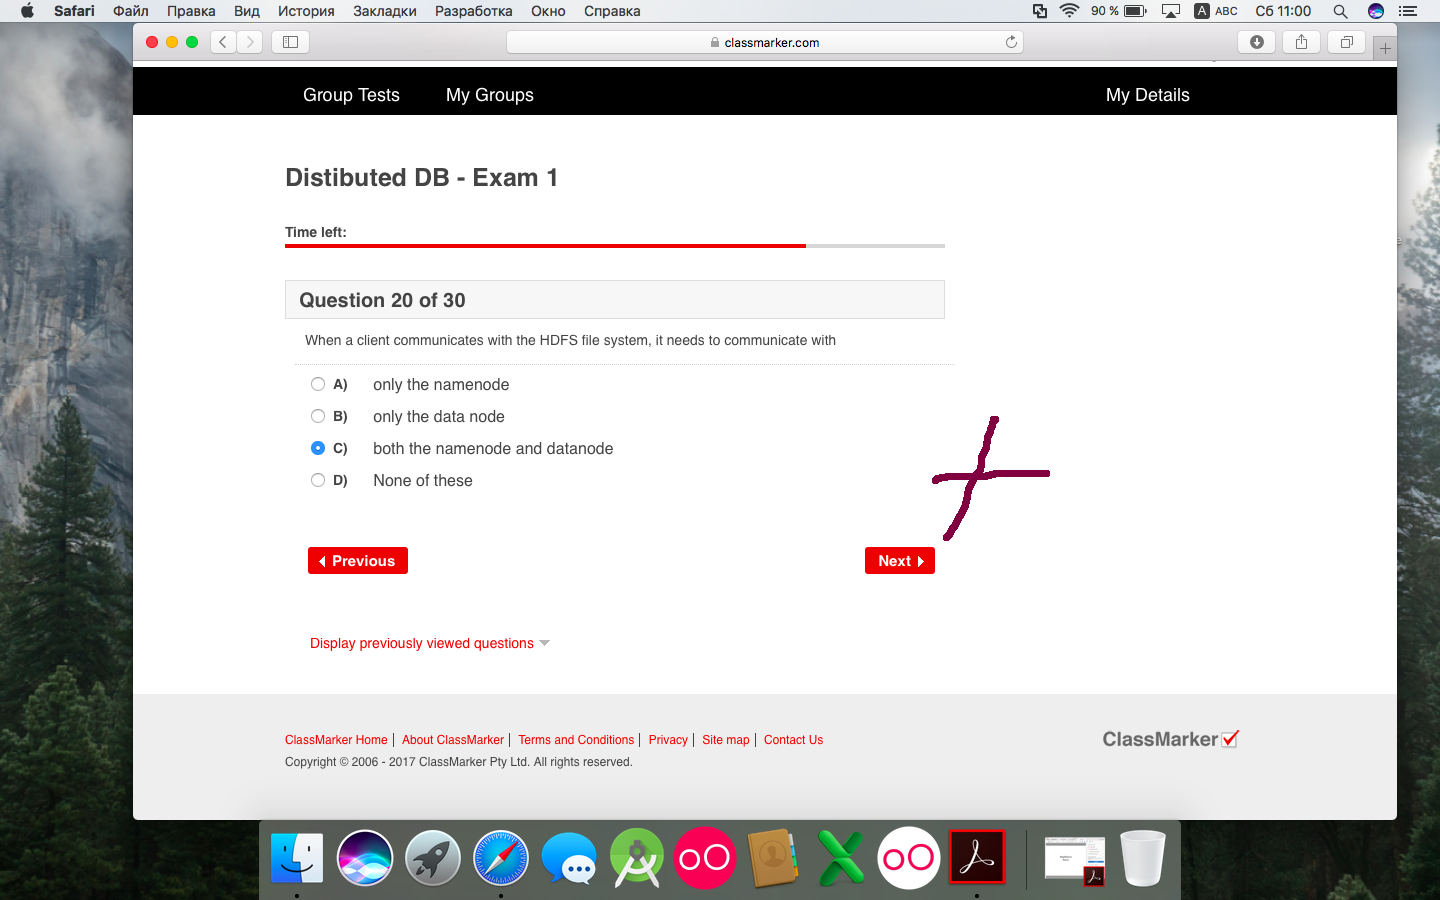 Safari Файл Правка Вид История Закладки Разработка Окно Справка 90 % A ABC Сб 11:00
classmarker.com
Group Tests My Groups My Details
Distibuted DB - Exam 1
Time left:
Question 20 of 30
When a client communicates with the HDFS file system, it needs to communicate with
A) only the namenode
B) only the data node
C) both the namenode and datanode
D) None of these
Previous Next
Display previously viewed questions
ClassMarker Home | About ClassMarker | Terms and Conditions | Privacy | Site map | Contact Us
ClassMarker
Copyright © 2006 - 2017 ClassMarker Pty Ltd. All rights reserved.